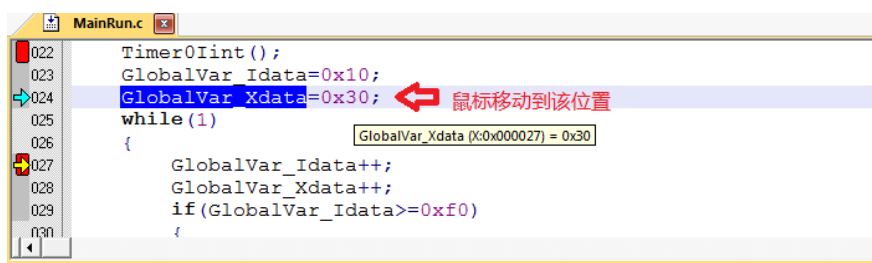 MainRun.c
022 Timer0Iint();
023 GlobalVar_Idata=0x10;
024 GlobalVar_Xdata=0x30; 鼠标移动到该位置
025 while(1)
GlobalVar_Xdata (X:0x000027) = 0x30
026 {
027 GlobalVar_Idata++;
028 GlobalVar_Xdata++;
029 if(GlobalVar_Idata>=0xf0)
030 {